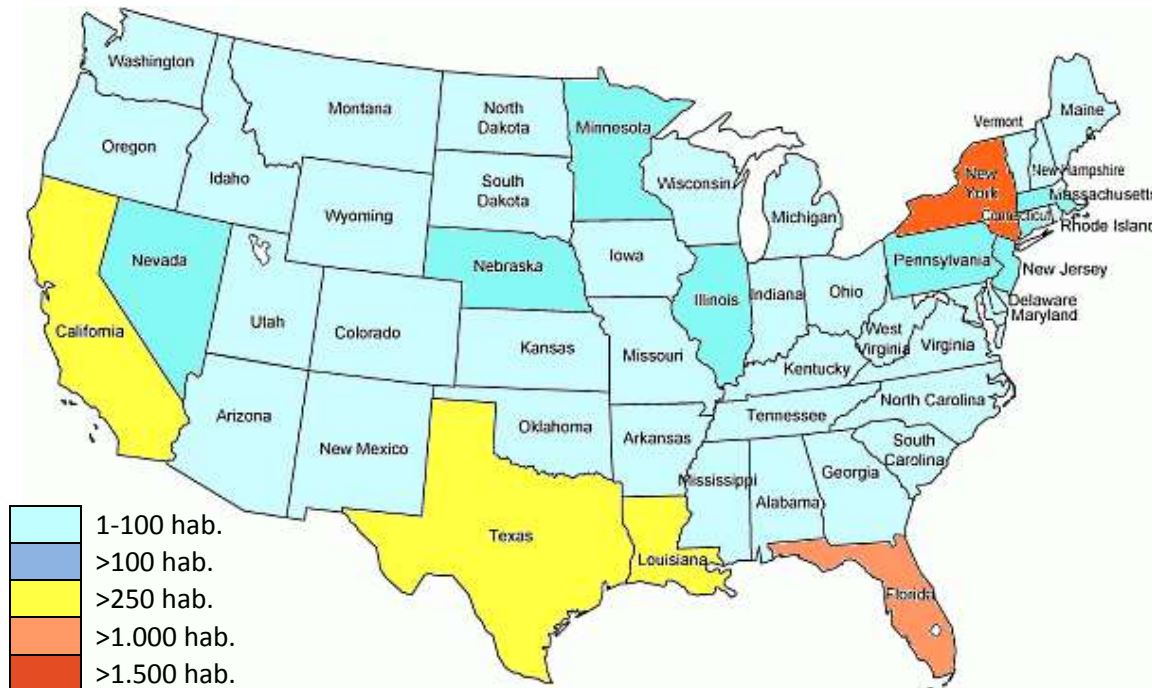 Washington
Montana
North
Dakota
Minnesota
Maine
Vermont
Oregon
Idaho
South
Dakota
Wisconsin
Michigan
New
York
New Hampshire
Massachusetts
Wyoming
Connecticut
Rhode Island
Nevada
Nebraska
Iowa
Pennsylvania
New Jersey
Illinois
Indiana
Ohio
Delaware
Maryland
California
Utah
Colorado
Kansas
Missouri
West
Virginia
Virginia
Kentucky
Arizona
New Mexico
Oklahoma
Arkansas
Tennessee
North Carolina
South
Carolina
Mississippi
Alabama
Georgia
Texas
Louisiana
Florida
1-100 hab.
>100 hab.
>250 hab.
>1.000 hab.
>1.500 hab.